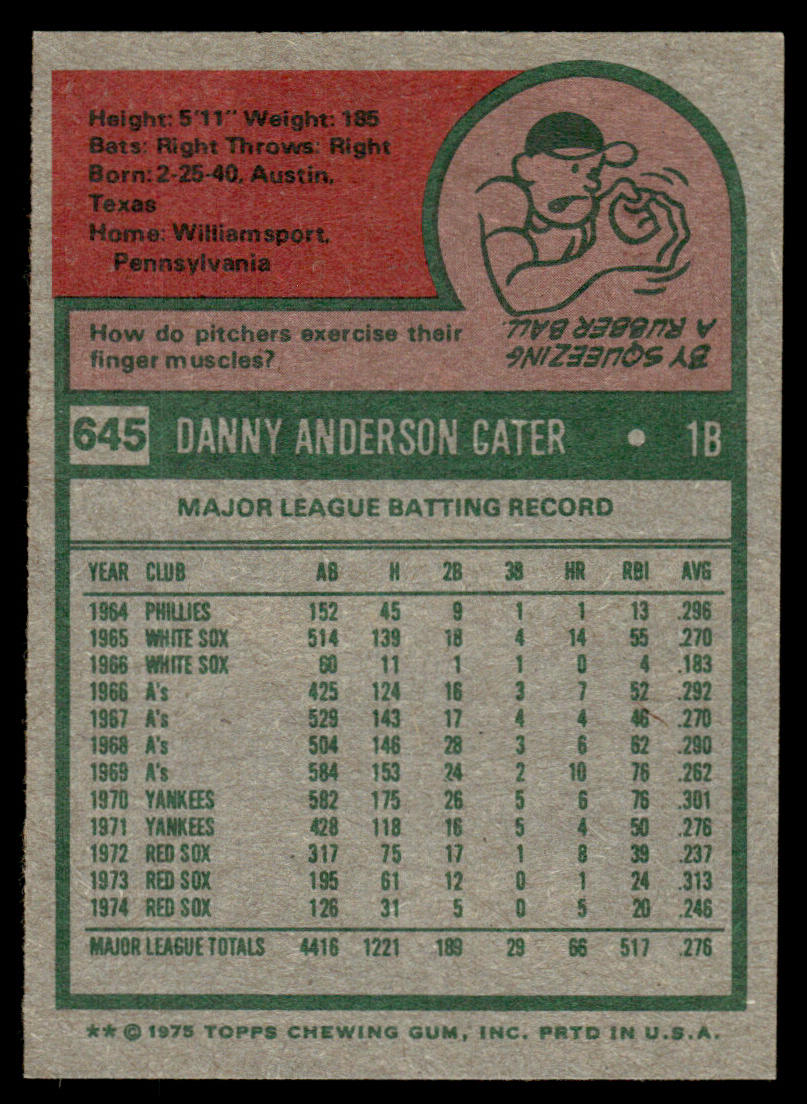 Height: 5'11" Weight: 185
Bats: Right Throws: Right
Born: 2-25-40, Austin,
Texas
Home: Williamsport,
Pennsylvania
How do pitchers exercise their
finger muscles?
BY SQUEEZING
A RUBBER BALL.
645 DANNY ANDERSON CATER • 1B
MAJOR LEAGUE BATTING RECORD
YEAR CLUB AB H 2B 3B HR RBI AVG
1964 PHILLIES 152 45 9 1 1 13 .296
1965 WHITE SOX 514 139 18 4 14 55 .270
1966 WHITE SOX 60 11 1 1 0 4 .183
1966 A's 425 124 16 3 7 52 .292
1967 A's 529 143 17 4 4 46 .270
1968 A's 504 146 28 3 6 62 .290
1969 A's 584 153 24 2 10 76 .262
1970 YANKEES 582 175 26 5 6 76 .301
1971 YANKEES 428 118 16 5 4 50 .276
1972 RED SOX 317 75 17 1 8 39 .237
1973 RED SOX 195 61 12 0 1 24 .313
1974 RED SOX 126 31 5 0 5 20 .246
MAJOR LEAGUE TOTALS 4416 1221 189 29 66 517 .276
** © 1975 TOPPS CHEWING GUM, INC. PRTD IN U.S.A.